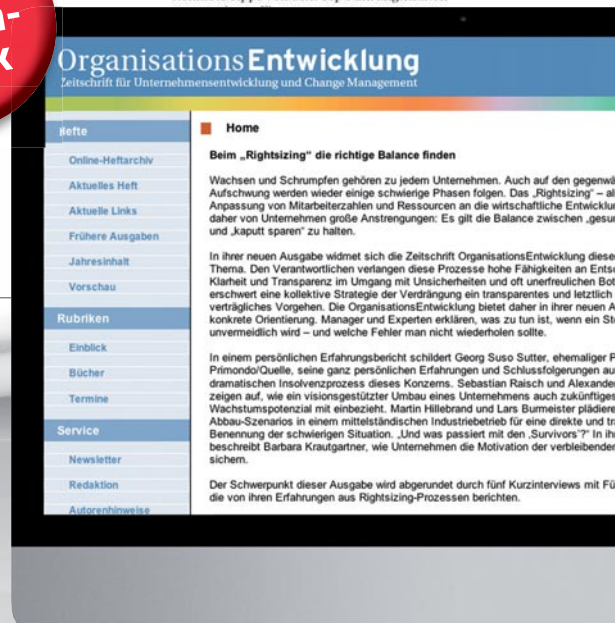 n-
k
OrganisationsEntwicklung
Zeitschrift für Unternehmensentwicklung und Change Management
Hefte
Online-Heftarchiv
Aktuelles Heft
Aktuelle Links
Frühere Ausgaben
Jahresinhalt
Vorschau
Rubriken
Einblick
Bücher
Termine
Service
Newsletter
Redaktion
Autorenhinweise
Home
Beim „Rightsizing“ die richtige Balance finden
Wachsen und Schrumpfen gehören zu jedem Unternehmen. Auch auf den gegenwä
Aufschwung werden wieder einige schwierige Phasen folgen. Das „Rightsizing“ – al
Anpassung von Mitarbeiterzahlen und Ressourcen an die wirtschaftliche Entwicklun
daher von Unternehmen große Anstrengungen: Es gilt die Balance zwischen „gesun
und „kaputt sparen“ zu halten.
In ihrer neuen Ausgabe widmet sich die Zeitschrift OrganisationsEntwicklung diese
Thema. Den Verantwortlichen verlangen diese Prozesse hohe Fähigkeiten an Ents
Klarheit und Transparenz im Umgang mit Unsicherheiten und oft unerfreulichen Bot
erschwert eine kollektive Strategie der Verdrängung ein transparentes und letztlich
verträgliches Vorgehen. Die OrganisationsEntwicklung bietet daher in ihrer neuen A
konkrete Orientierung. Manager und Experten erklären, was zu tun ist, wenn ein Ste
unvermeidlich wird – und welche Fehler man nicht wiederholen sollte.
In einem persönlichen Erfahrungsbericht schildert Georg Suso Sutter, ehemaliger P
Primondo/Quelle, seine ganz persönlichen Erfahrungen und Schlussfolgerungen au
dramatischen Insolvenzprozess dieses Konzerns. Sebastian Raisch und Alexander
zeigen auf, wie ein visionsgestützter Umbau eines Unternehmens auch zukünftiges
Wachstumspotenzial mit einbezieht. Martin Hillebrand und Lars Burmeister plädiere
Abbau-Szenarios in einem mittelständischen Industriebetrieb für eine direkte und tra
Benennung der schwierigen Situation. „Und was passiert mit den ‚Survivors‘?“ In ihr
beschreibt Barbara Krautgartner, wie Unternehmen die Motivation der verbleibender
sichern.
Der Schwerpunkt dieser Ausgabe wird abgerundet durch fünf Kurzinterviews mit Fü
die von ihren Erfahrungen aus Rightsizing-Prozessen berichten.